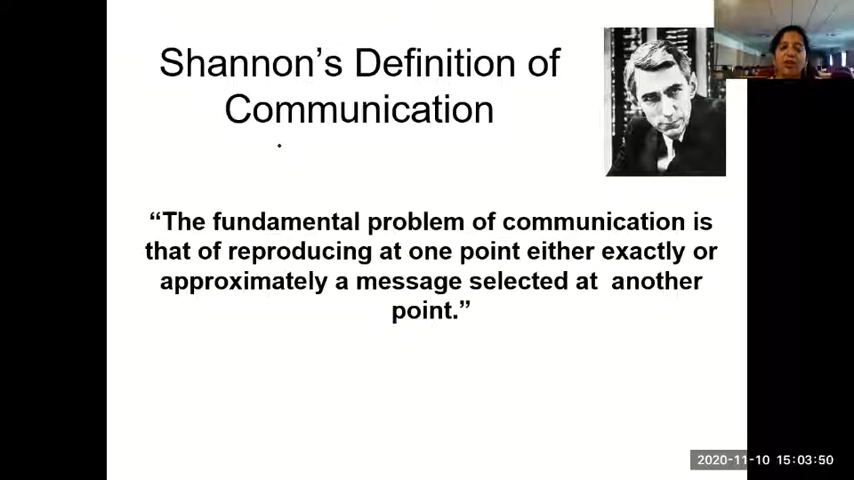 Shannon’s Definition of
Communication
“The fundamental problem of communication is
that of reproducing at one point either exactly or
approximately a message selected at  another
point.”
2020-11-10 15:03:50